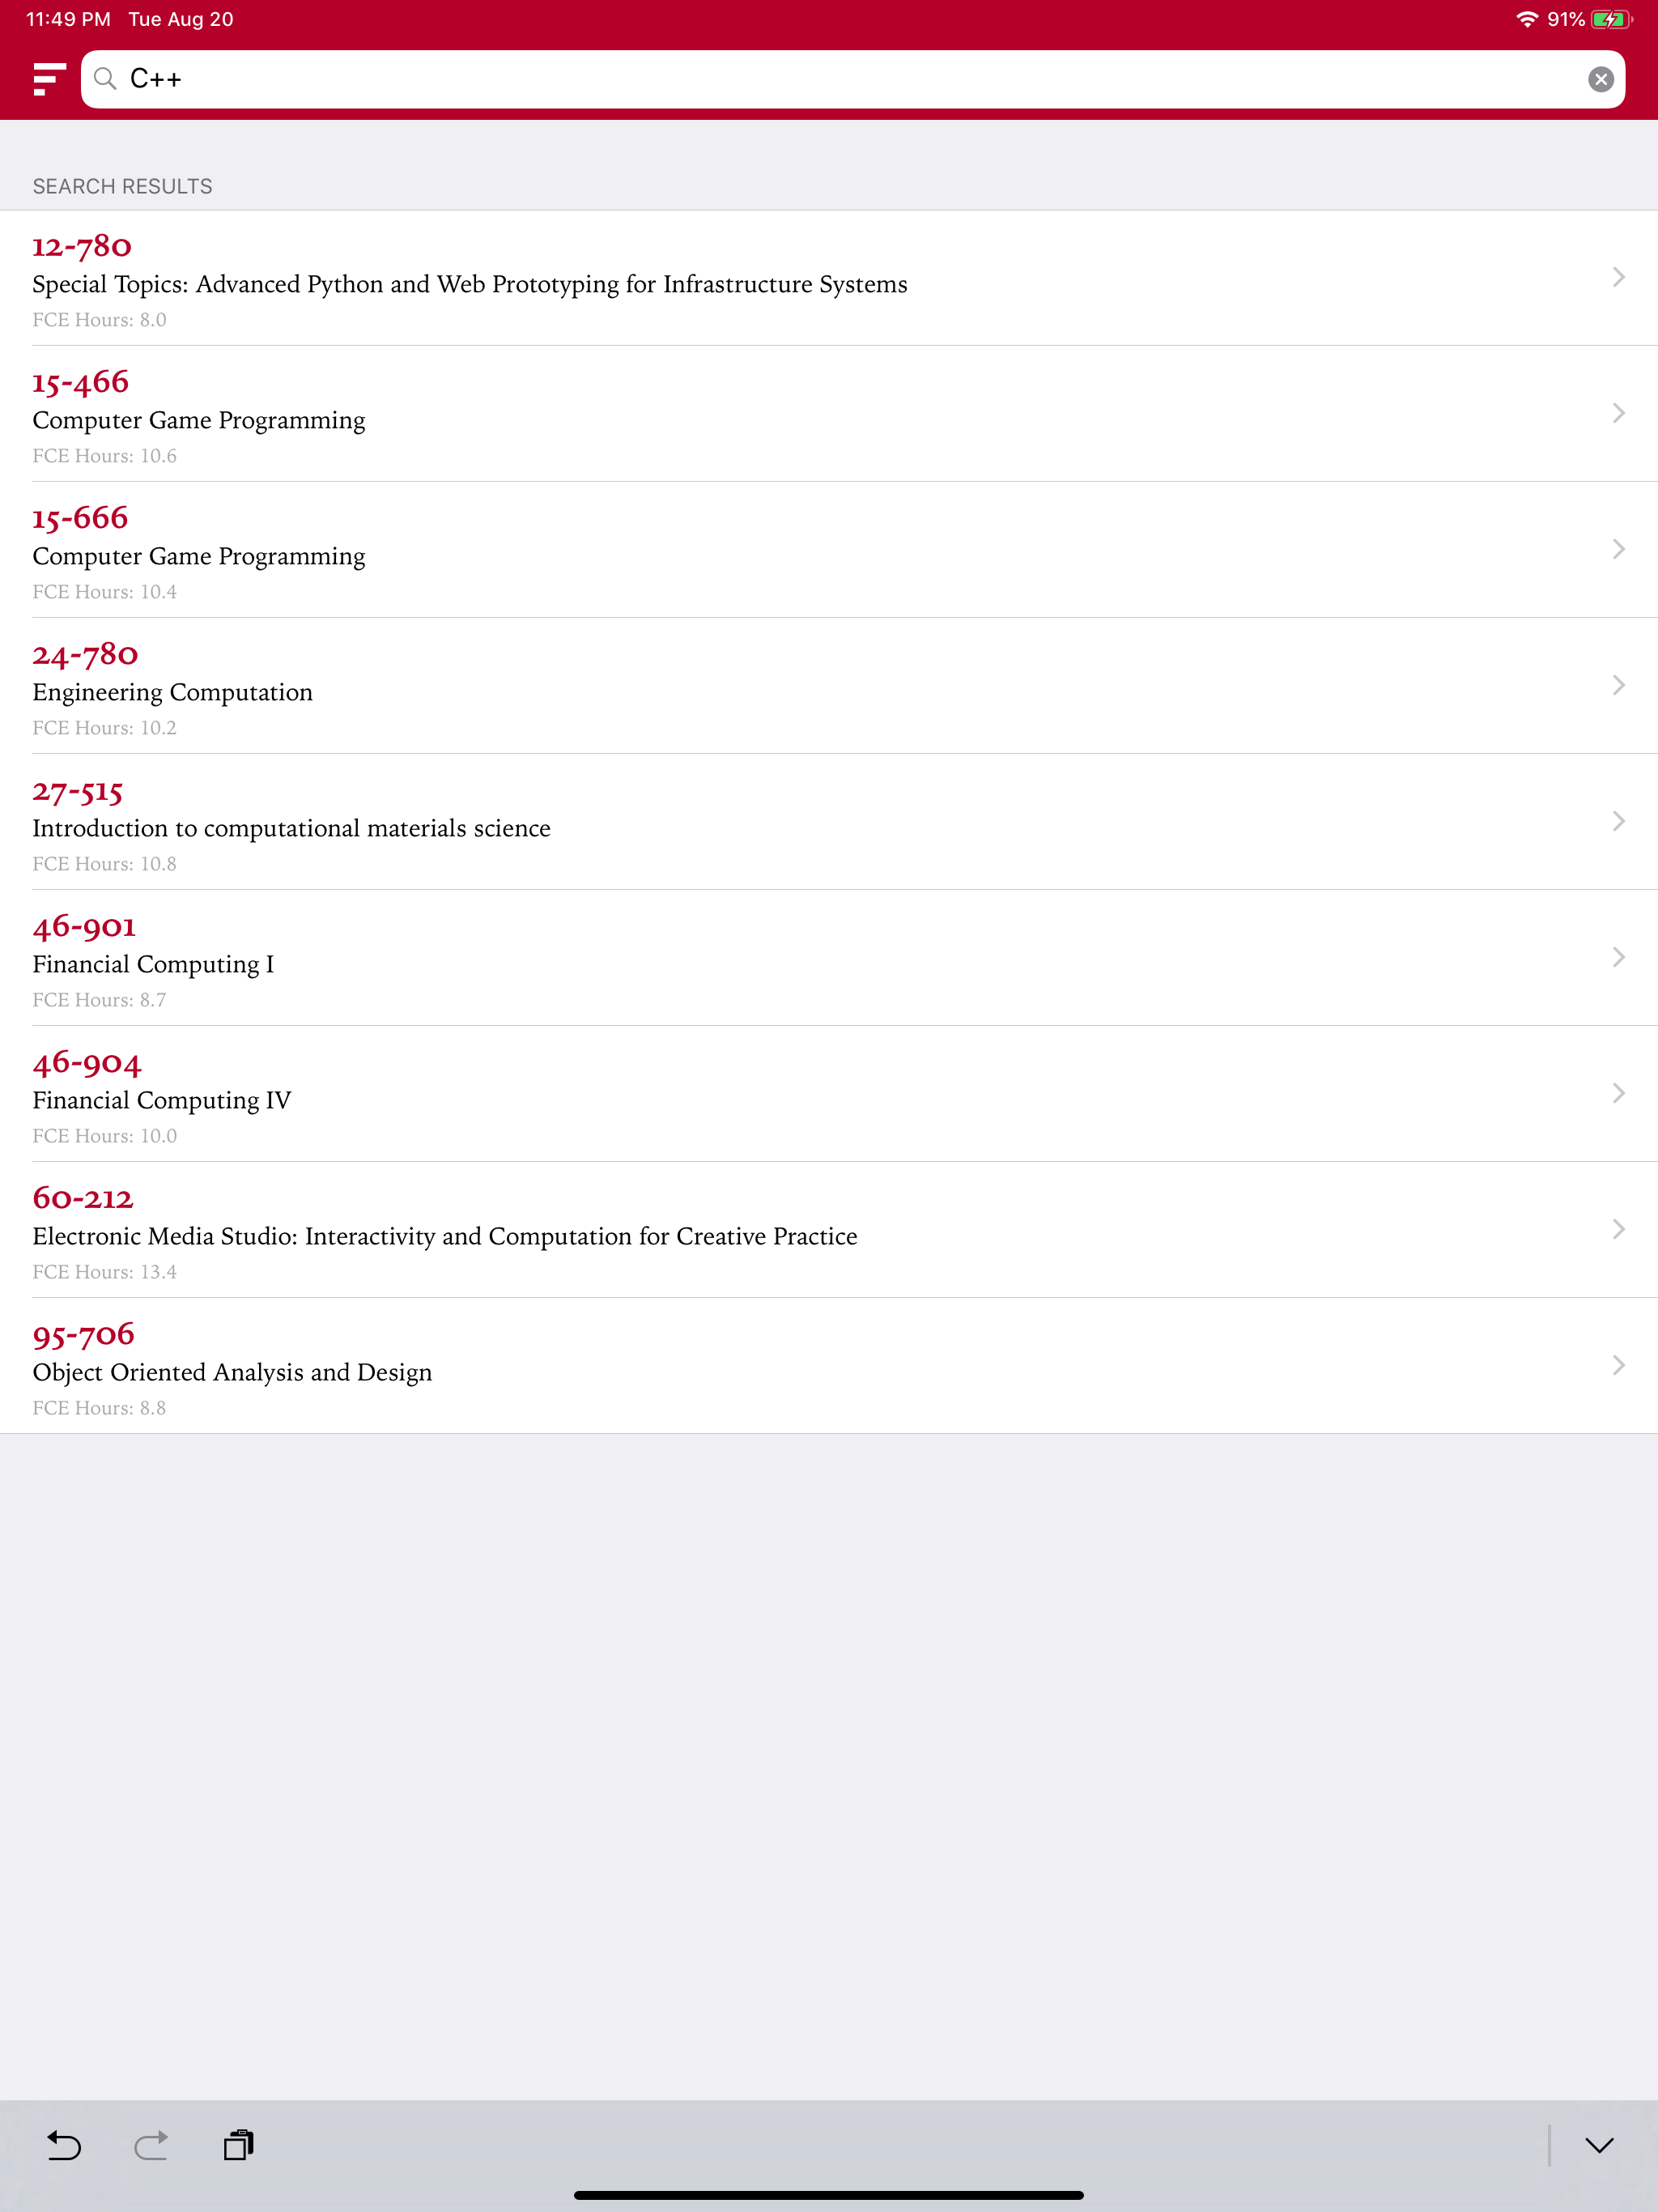 11:49 PM Tue Aug 20 91%
C++
SEARCH RESULTS
12-780
Special Topics: Advanced Python and Web Prototyping for Infrastructure Systems
FCE Hours: 8.0
15-466
Computer Game Programming
FCE Hours: 10.6
15-666
Computer Game Programming
FCE Hours: 10.4
24-780
Engineering Computation
FCE Hours: 10.2
27-515
Introduction to computational materials science
FCE Hours: 10.8
46-901
Financial Computing I
FCE Hours: 8.7
46-904
Financial Computing IV
FCE Hours: 10.0
60-212
Electronic Media Studio: Interactivity and Computation for Creative Practice
FCE Hours: 13.4
95-706
Object Oriented Analysis and Design
FCE Hours: 8.8